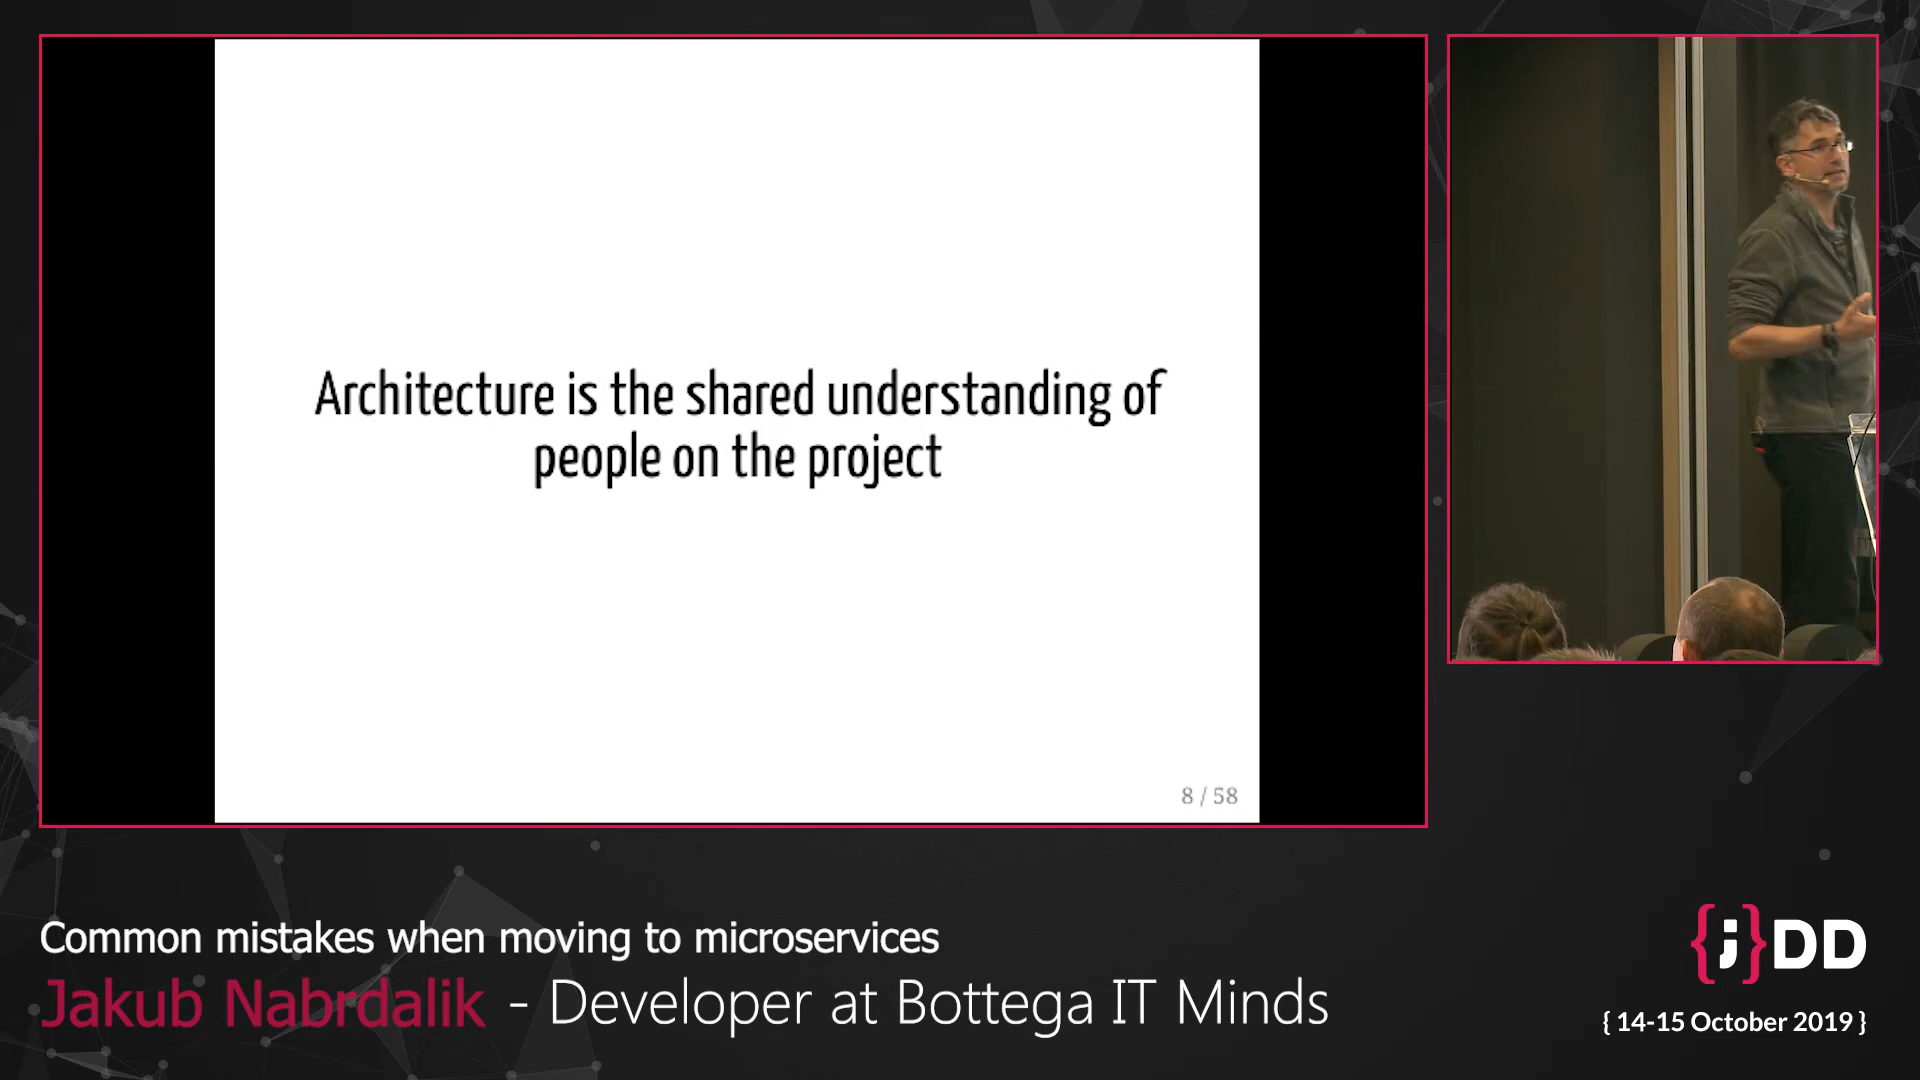 Architecture is the shared understanding of
people on the project
8 / 58
Common mistakes when moving to microservices
Jakub Nabrdalik - Developer at Bottega IT Minds
{;}DD
{ 14-15 October 2019 }